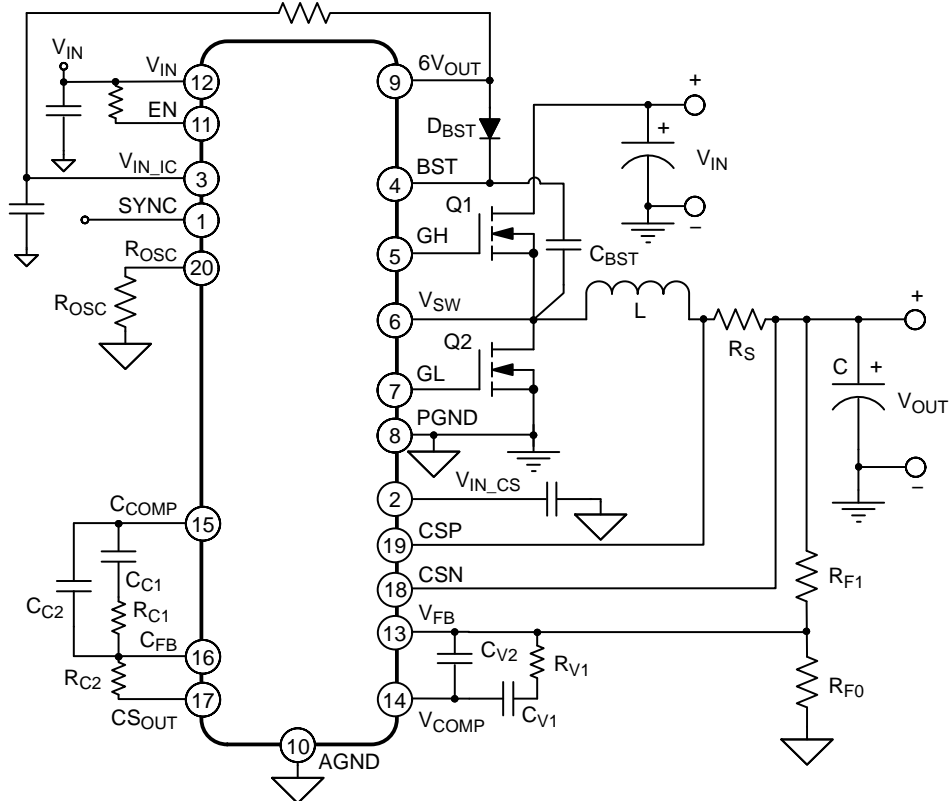 V_IN
V_IN
12
EN
11
V_IN_IC
3
SYNC
1
R_OSC
20
R_OSC
C_COMP
15
C_C1
C_C2
R_C1
C_FB
16
R_C2
17
CS_OUT
10
AGND
6V_OUT
9
D_BST
BST
4
Q1
GH
5
C_BST
V_SW
6
L
Q2
GL
7
PGND
8
V_IN_CS
2
CSP
19
CSN
18
V_FB
13
C_V2
R_V1
14
V_COMP
C_V1
+
+
V_IN
−
R_S
+
C
+
V_OUT
−
R_F1
R_F0